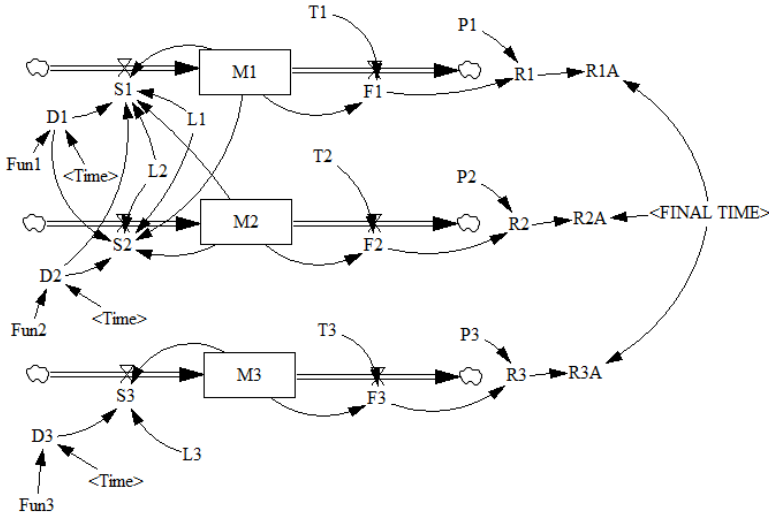 T1
P1
M1
R1
R1A
S1
F1
D1
L1
Fun1
<Time>
L2
T2
P2
M2
R2
R2A
<FINAL TIME>
S2
F2
D2
Fun2
<Time>
T3
P3
M3
R3
R3A
S3
F3
D3
L3
<Time>
Fun3